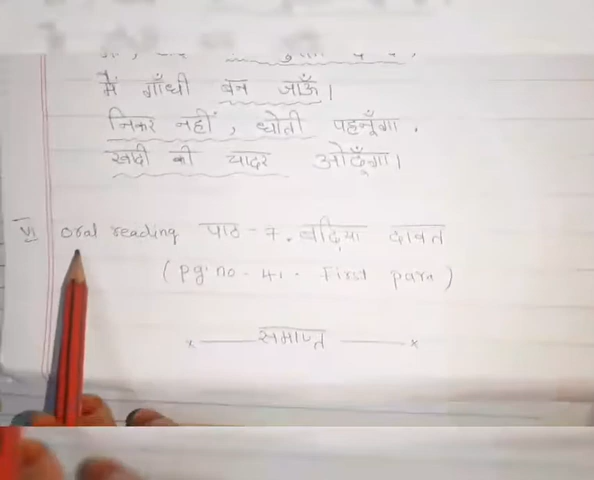 मैं गाँधी बन जाऊँ।
निकर नहीं, धोती पहनूँगा,
खादी की चादर ओढूँगा।
VI Oral reading पाठ - 7. बढ़िया दावत
(Pg. no - 41 - First para)
x ——— समाप्त ——— x